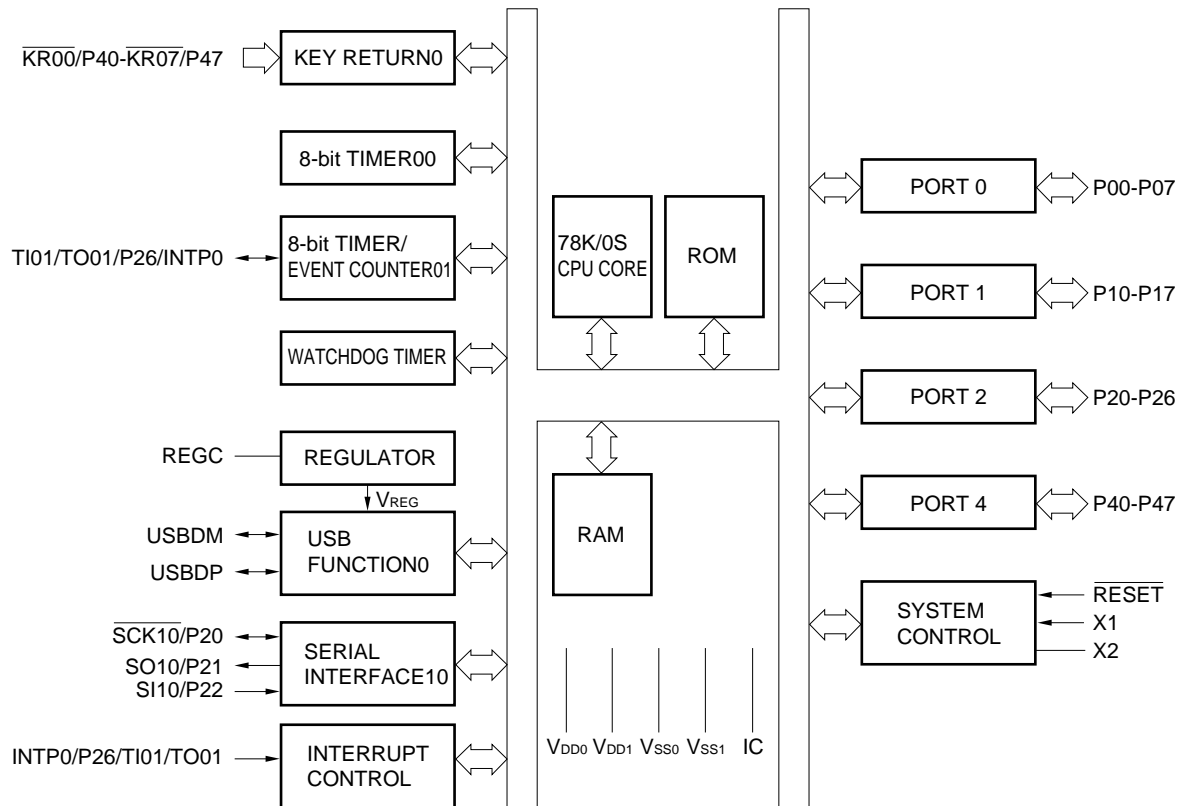 KR00/P40-KR07/P47
KEY RETURN0
8-bit TIMER00
TI01/TO01/P26/INTP0
8-bit TIMER/
EVENT COUNTER01
WATCHDOG TIMER
REGC
REGULATOR
VREG
USBDM
USBDP
USB
FUNCTION0
SCK10/P20
SO10/P21
SI10/P22
SERIAL
INTERFACE10
INTP0/P26/TI01/TO01
INTERRUPT
CONTROL
78K/0S
CPU CORE
ROM
RAM
VDD0 VDD1 VSS0 VSS1 IC
PORT 0
P00-P07
PORT 1
P10-P17
PORT 2
P20-P26
PORT 4
P40-P47
SYSTEM
CONTROL
RESET
X1
X2